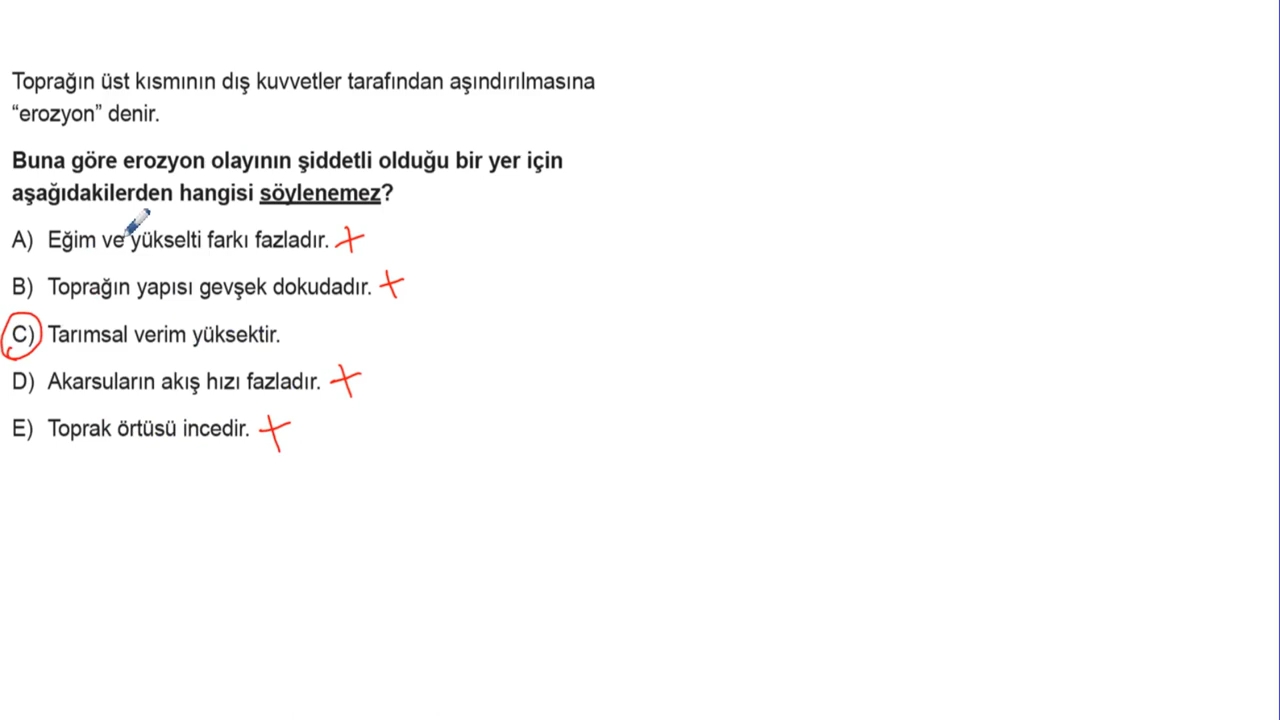 Toprağın üst kısmının dış kuvvetler tarafından aşındırılmasına
“erozyon” denir.
Buna göre erozyon olayının şiddetli olduğu bir yer için
aşağıdakilerden hangisi söylenemez?
A) Eğim ve yükselti farkı fazladır.
B) Toprağın yapısı gevşek dokudadır.
C) Tarımsal verim yüksektir.
D) Akarsuların akış hızı fazladır.
E) Toprak örtüsü incedir.